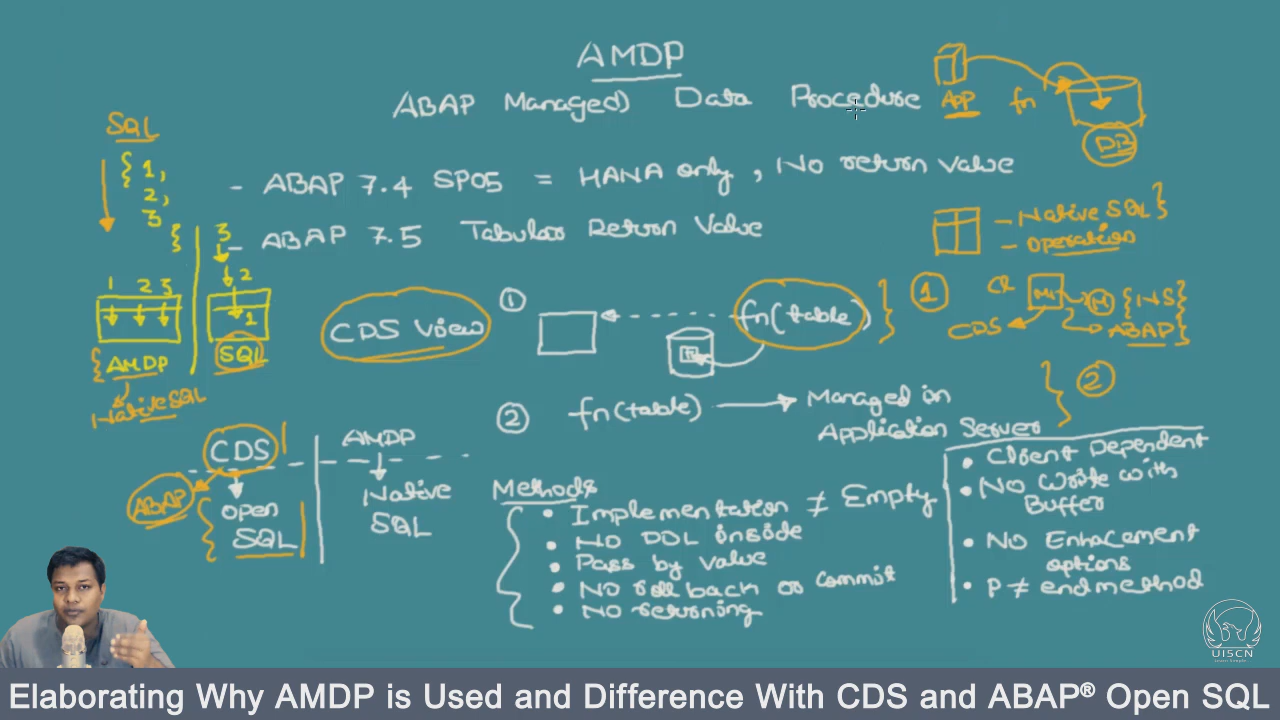 AMDP
ABAP Managed) Data Procedure
APP fn
DB
SQL
{ 1,
2,
3
}
- ABAP 7.4 SP05 = HANA only, No return value
- ABAP 7.5 Tabular Return Value
- Native SQL }
- operation
1 2 3
{ AMDP
Native SQL
3
2
1
SQL
CDS View
① fn(table) } ①
CDS
{INS}
ABAP
② fn(table) → Managed in
Application Server } ②
CDS | AMDP
ABAP
{ open
SQL
Native
SQL
Methods
• Implementation ≠ Empty
• NO DDL inside
• Pass by value
• NO roll back or Commit
• NO returning
• Client Dependent
• No Write with
Buffer
• NO Enhacement
options
• P ≠ endmethod
UISCN
Learn Simple
Elaborating Why AMDP is Used and Difference With CDS and ABAP® Open SQL